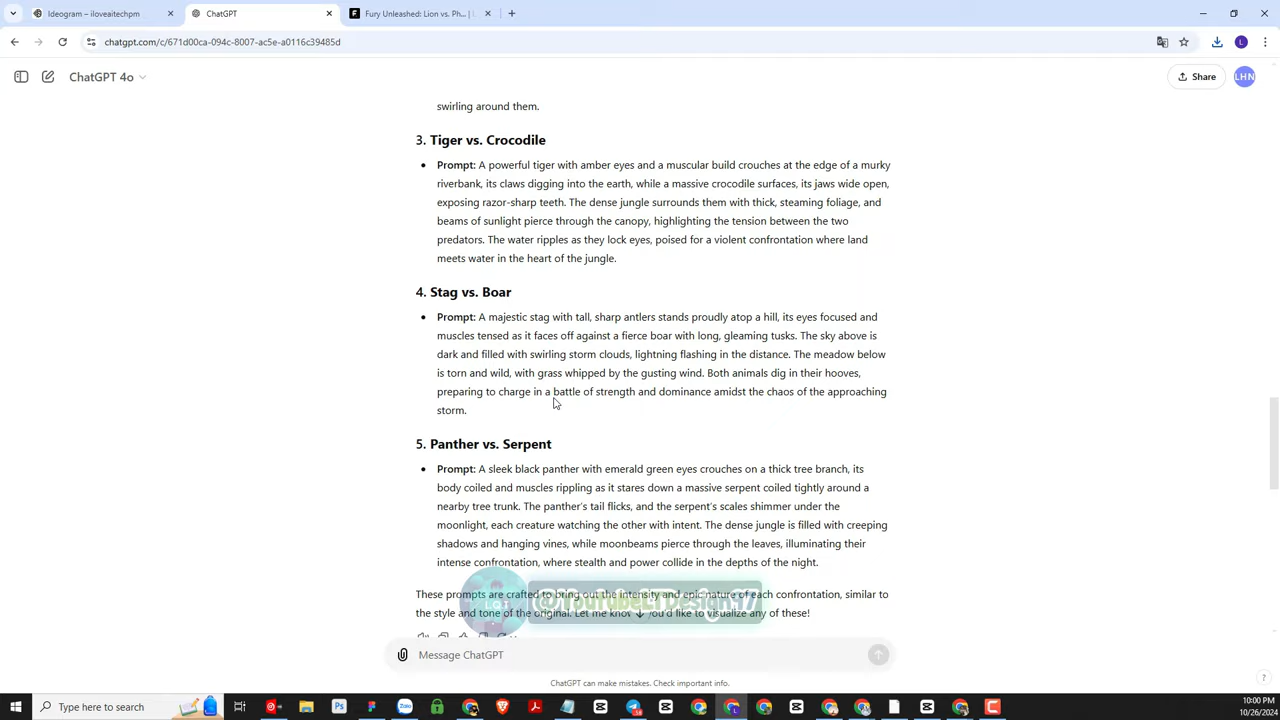 Ideogram – iloveaitechpm
ChatGPT
Fury Unleashed: Lion vs. Ph... |
chatgpt.com/c/671d00ca-094c-8007-ac5e-a0116c39485d
L
ChatGPT 4o
Share
LHN
swirling around them.
3. Tiger vs. Crocodile
Prompt: A powerful tiger with amber eyes and a muscular build crouches at the edge of a murky
riverbank, its claws digging into the earth, while a massive crocodile surfaces, its jaws wide open,
exposing razor-sharp teeth. The dense jungle surrounds them with thick, steaming foliage, and
beams of sunlight pierce through the canopy, highlighting the tension between the two
predators. The water ripples as they lock eyes, poised for a violent confrontation where land
meets water in the heart of the jungle.
4. Stag vs. Boar
Prompt: A majestic stag with tall, sharp antlers stands proudly atop a hill, its eyes focused and
muscles tensed as it faces off against a fierce boar with long, gleaming tusks. The sky above is
dark and filled with swirling storm clouds, lightning flashing in the distance. The meadow below
is torn and wild, with grass whipped by the gusting wind. Both animals dig in their hooves,
preparing to charge in a battle of strength and dominance amidst the chaos of the approaching
storm.
5. Panther vs. Serpent
Prompt: A sleek black panther with emerald green eyes crouches on a thick tree branch, its
body coiled and muscles rippling as it stares down a massive serpent coiled tightly around a
nearby tree trunk. The panther's tail flicks, and the serpent's scales shimmer under the
moonlight, each creature watching the other with intent. The dense jungle is filled with creeping
shadows and hanging vines, while moonbeams pierce through the leaves, illuminating their
intense confrontation, where stealth and power collide in the depths of the night.
These prompts are crafted to bring out the intensity and epic nature of each confrontation, similar to
the style and tone of the original. Let me know you'd like to visualize any of these!
Message ChatGPT
ChatGPT can make mistakes. Check important info.
?
Type here to search
10:00 PM
10/26/2024